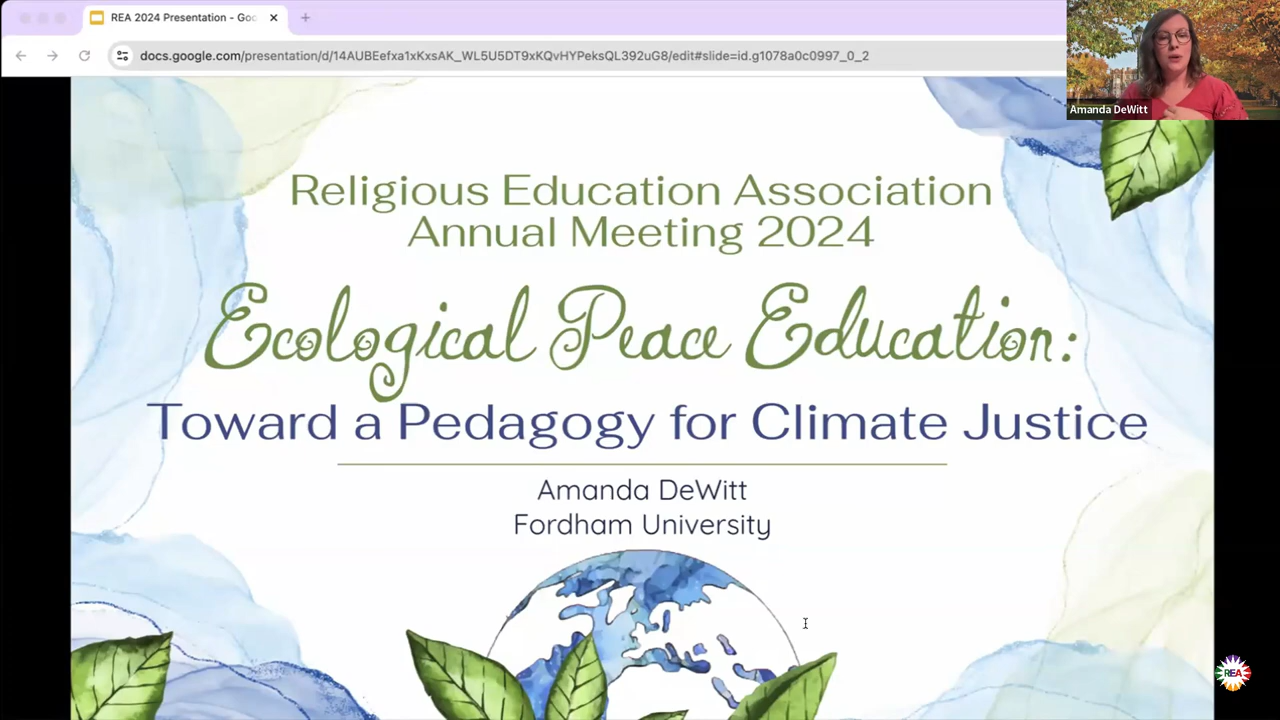 REA 2024 Presentation - Goo
docs.google.com/presentation/d/14AUBEefxa1xKxsAK_WL5U5DT9xKQvHYPeksQL392uG8/edit#slide=id.g1078a0c0997_0_2
Amanda DeWitt
Religious Education Association
Annual Meeting 2024
Ecological Peace Education:
Toward a Pedagogy for Climate Justice
Amanda DeWitt
Fordham University
REA